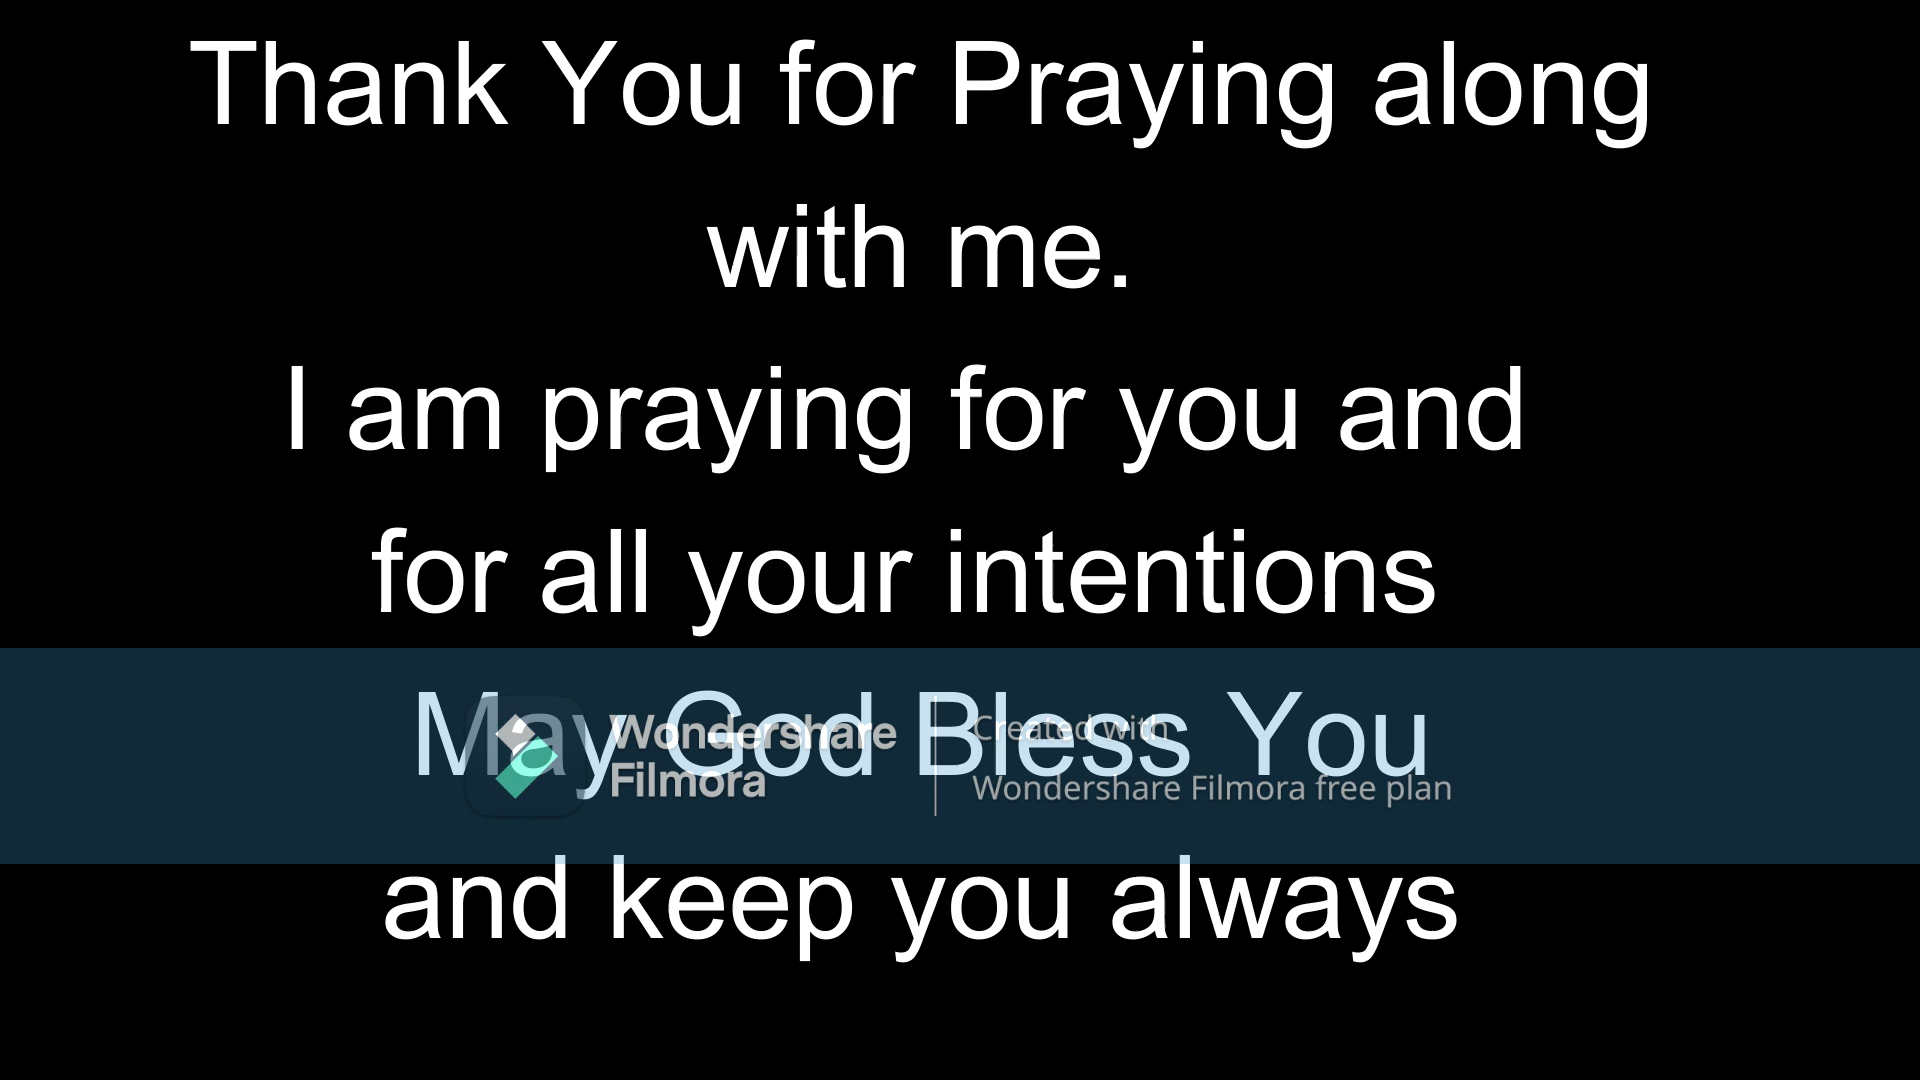 Thank You for Praying along
with me.
I am praying for you and
for all your intentions
May God Bless You
Wondershare
Filmora
Created with
Wondershare Filmora free plan
and keep you always